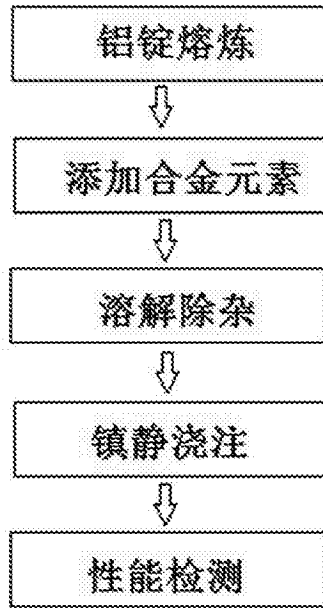 铝锭熔炼
添加合金元素
溶解除杂
镇静浇注
性能检测